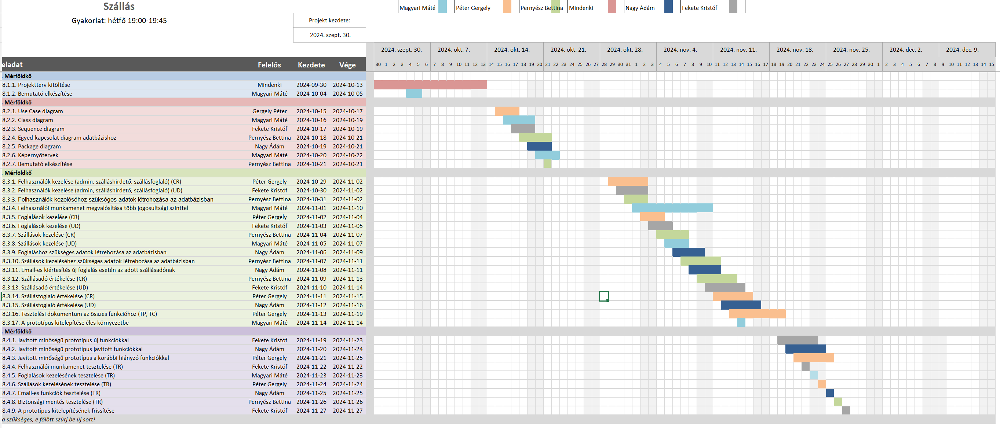 Szállás
Gyakorlat: hétfő 19:00-19:45
Magyari Máté Péter Gergely Pernyész Bettina Mindenki Nagy Ádám Fekete Kristóf
Projekt kezdete:
2024. szept. 30.
2024. szept. 30. 2024. okt. 7. 2024. okt. 14. 2024. okt. 21. 2024. okt. 28. 2024. nov. 4. 2024. nov. 11. 2024. nov. 18. 2024. nov. 25. 2024. dec. 2. 2024. dec. 9.
eladat Felelős Kezdete Vége
30 1 2 3 4 5 6 7 8 9 10 11 12 13 14 15 16 17 18 19 20 21 22 23 24 25 26 27 28 29 30 31 1 2 3 4 5 6 7 8 9 10 11 12 13 14 15 16 17 18 19 20 21 22 23 24 25 26 27 28 29 30 1 2 3 4 5 6 7 8 9 10 11 12 13 14 15
. Mérföldkő
8.1.1. Projektterv kitöltése Mindenki 2024-09-30 2024-10-13
8.1.2. Bemutató elkészítése Magyari Máté 2024-10-04 2024-10-05
. Mérföldkő
8.2.1. Use Case diagram Gergely Péter 2024-10-15 2024-10-17
8.2.2. Class diagram Magyari Máté 2024-10-16 2024-10-19
8.2.3. Sequence diagram Fekete Kristóf 2024-10-17 2024-10-19
8.2.4. Egyed-kapcsolat diagram adatbázishoz Pernyész Bettina 2024-10-18 2024-10-21
8.2.5. Package diagram Nagy Ádám 2024-10-19 2024-10-21
8.2.6. Képernyőtervek Magyari Máté 2024-10-20 2024-10-22
8.2.7. Bemutató elkészítése Pernyész Bettina 2024-10-21 2024-10-21
. Mérföldkő
8.3.1. Felhasználók kezelése (admin, szálláshirdető, szállásfoglaló) (CR) Péter Gergely 2024-10-29 2024-11-02
8.3.2. Felhasználók kezelése (admin, szálláshirdető, szállásfoglaló) (UD) Fekete Kristóf 2024-10-30 2024-11-02
8.3.3. Felhasználók kezeléséhez szükséges adatok létrehozása az adatbázisban Pernyész Bettina 2024-10-31 2024-11-02
8.3.4. Felhasználói munkamenet megvalósítása több jogosultsági szinttel Magyari Máté 2024-11-01 2024-11-10
8.3.5. Foglalások kezelése (CR) Péter Gergely 2024-11-02 2024-11-04
8.3.6. Foglalások kezelése (UD) Fekete Kristóf 2024-11-03 2024-11-05
8.3.7. Szállások kezelése (CR) Pernyész Bettina 2024-11-04 2024-11-07
8.3.8. Szállások kezelése (UD) Magyari Máté 2024-11-05 2024-11-07
8.3.9. Foglaláshoz szükséges adatok létrehozása az adatbázisban Nagy Ádám 2024-11-06 2024-11-09
8.3.10. Szállások kezeléséhez szükséges adatok létrehozása az adatbázisban Pernyész Bettina 2024-11-07 2024-11-11
8.3.11. Email-es kiértesítés új foglalás esetén az adott szállásadónak Nagy Ádám 2024-11-08 2024-11-11
8.3.12. Szállásadó értékelése (CR) Pernyész Bettina 2024-11-09 2024-11-13
8.3.13. Szállásadó értékelése (UD) Fekete Kristóf 2024-11-10 2024-11-14
8.3.14. Szállásfoglaló értékelése (CR) Péter Gergely 2024-11-11 2024-11-15
8.3.15. Szállásfoglaló értékelése (UD) Nagy Ádám 2024-11-12 2024-11-16
8.3.16. Tesztelési dokumentum az összes funkcióhoz (TP, TC) Péter Gergely 2024-11-13 2024-11-19
8.3.17. A prototípus kitelepítése éles környezetbe Magyari Máté 2024-11-14 2024-11-14
. Mérföldkő
8.4.1. Javított minőségű prototípus új funkciókkal Fekete Kristóf 2024-11-19 2024-11-23
8.4.2. Javított minőségű prototípus javított funkciókkal Nagy Ádám 2024-11-20 2024-11-24
8.4.3. Javított minőségű prototípus a korábbi hiányzó funkciókkal Péter Gergely 2024-11-21 2024-11-25
8.4.4. Felhasználói munkamenet tesztelése (TR) Fekete Kristóf 2024-11-22 2024-11-22
8.4.5. Foglalások kezelésének tesztelése (TR) Magyari Máté 2024-11-23 2024-11-23
8.4.6. Szállások kezelésének tesztelése (TR) Péter Gergely 2024-11-24 2024-11-24
8.4.7. Email-es funkciók tesztelése (TR) Nagy Ádám 2024-11-25 2024-11-25
8.4.8. Biztonsági mentés tesztelése (TR) Pernyész Bettina 2024-11-26 2024-11-26
8.4.9. A prototípus kitelepítésének frissítése Fekete Kristóf 2024-11-27 2024-11-27
a szükséges, e fölött szúrj be új sort!